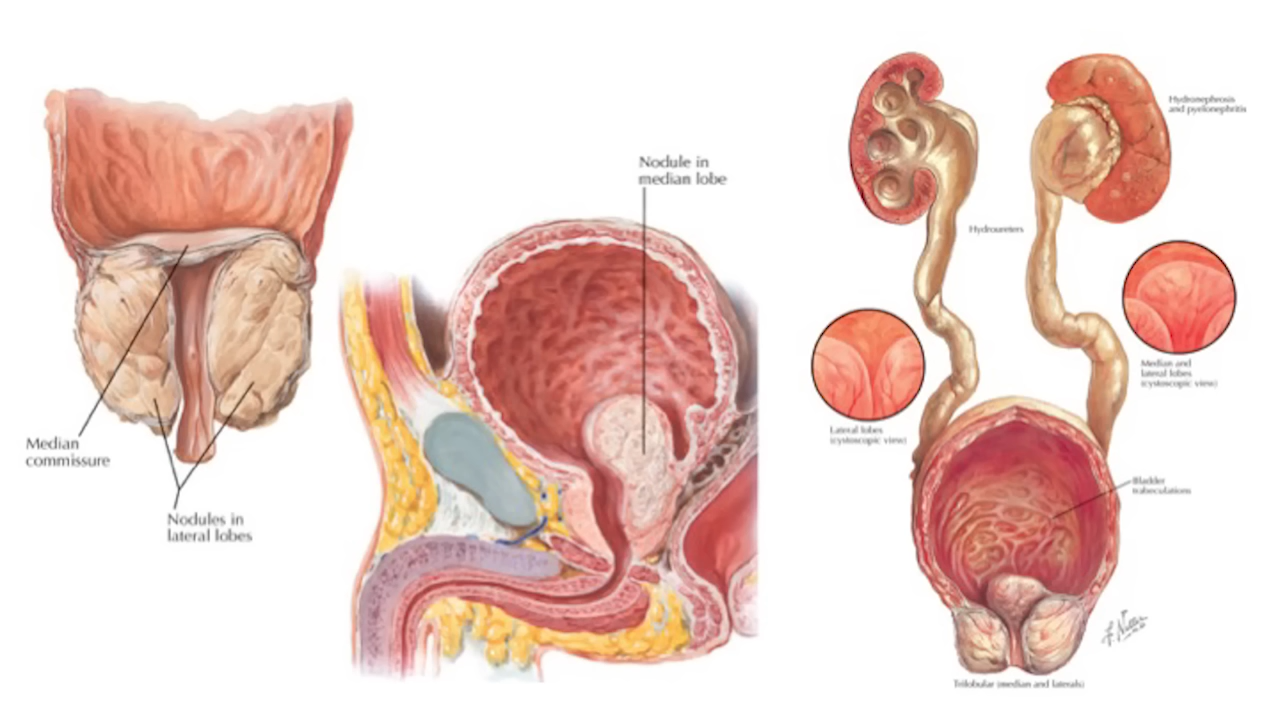 Median
commissure
Nodules in
lateral lobes
Nodule in
median lobe
Hydronephrosis
and pyelonephritis
Hydroureters
Lateral lobes
(cystoscopic view)
Median and
lateral lobes
(cystoscopic view)
Bladder
trabeculations
F. Netter
Trilobular (median and laterals)